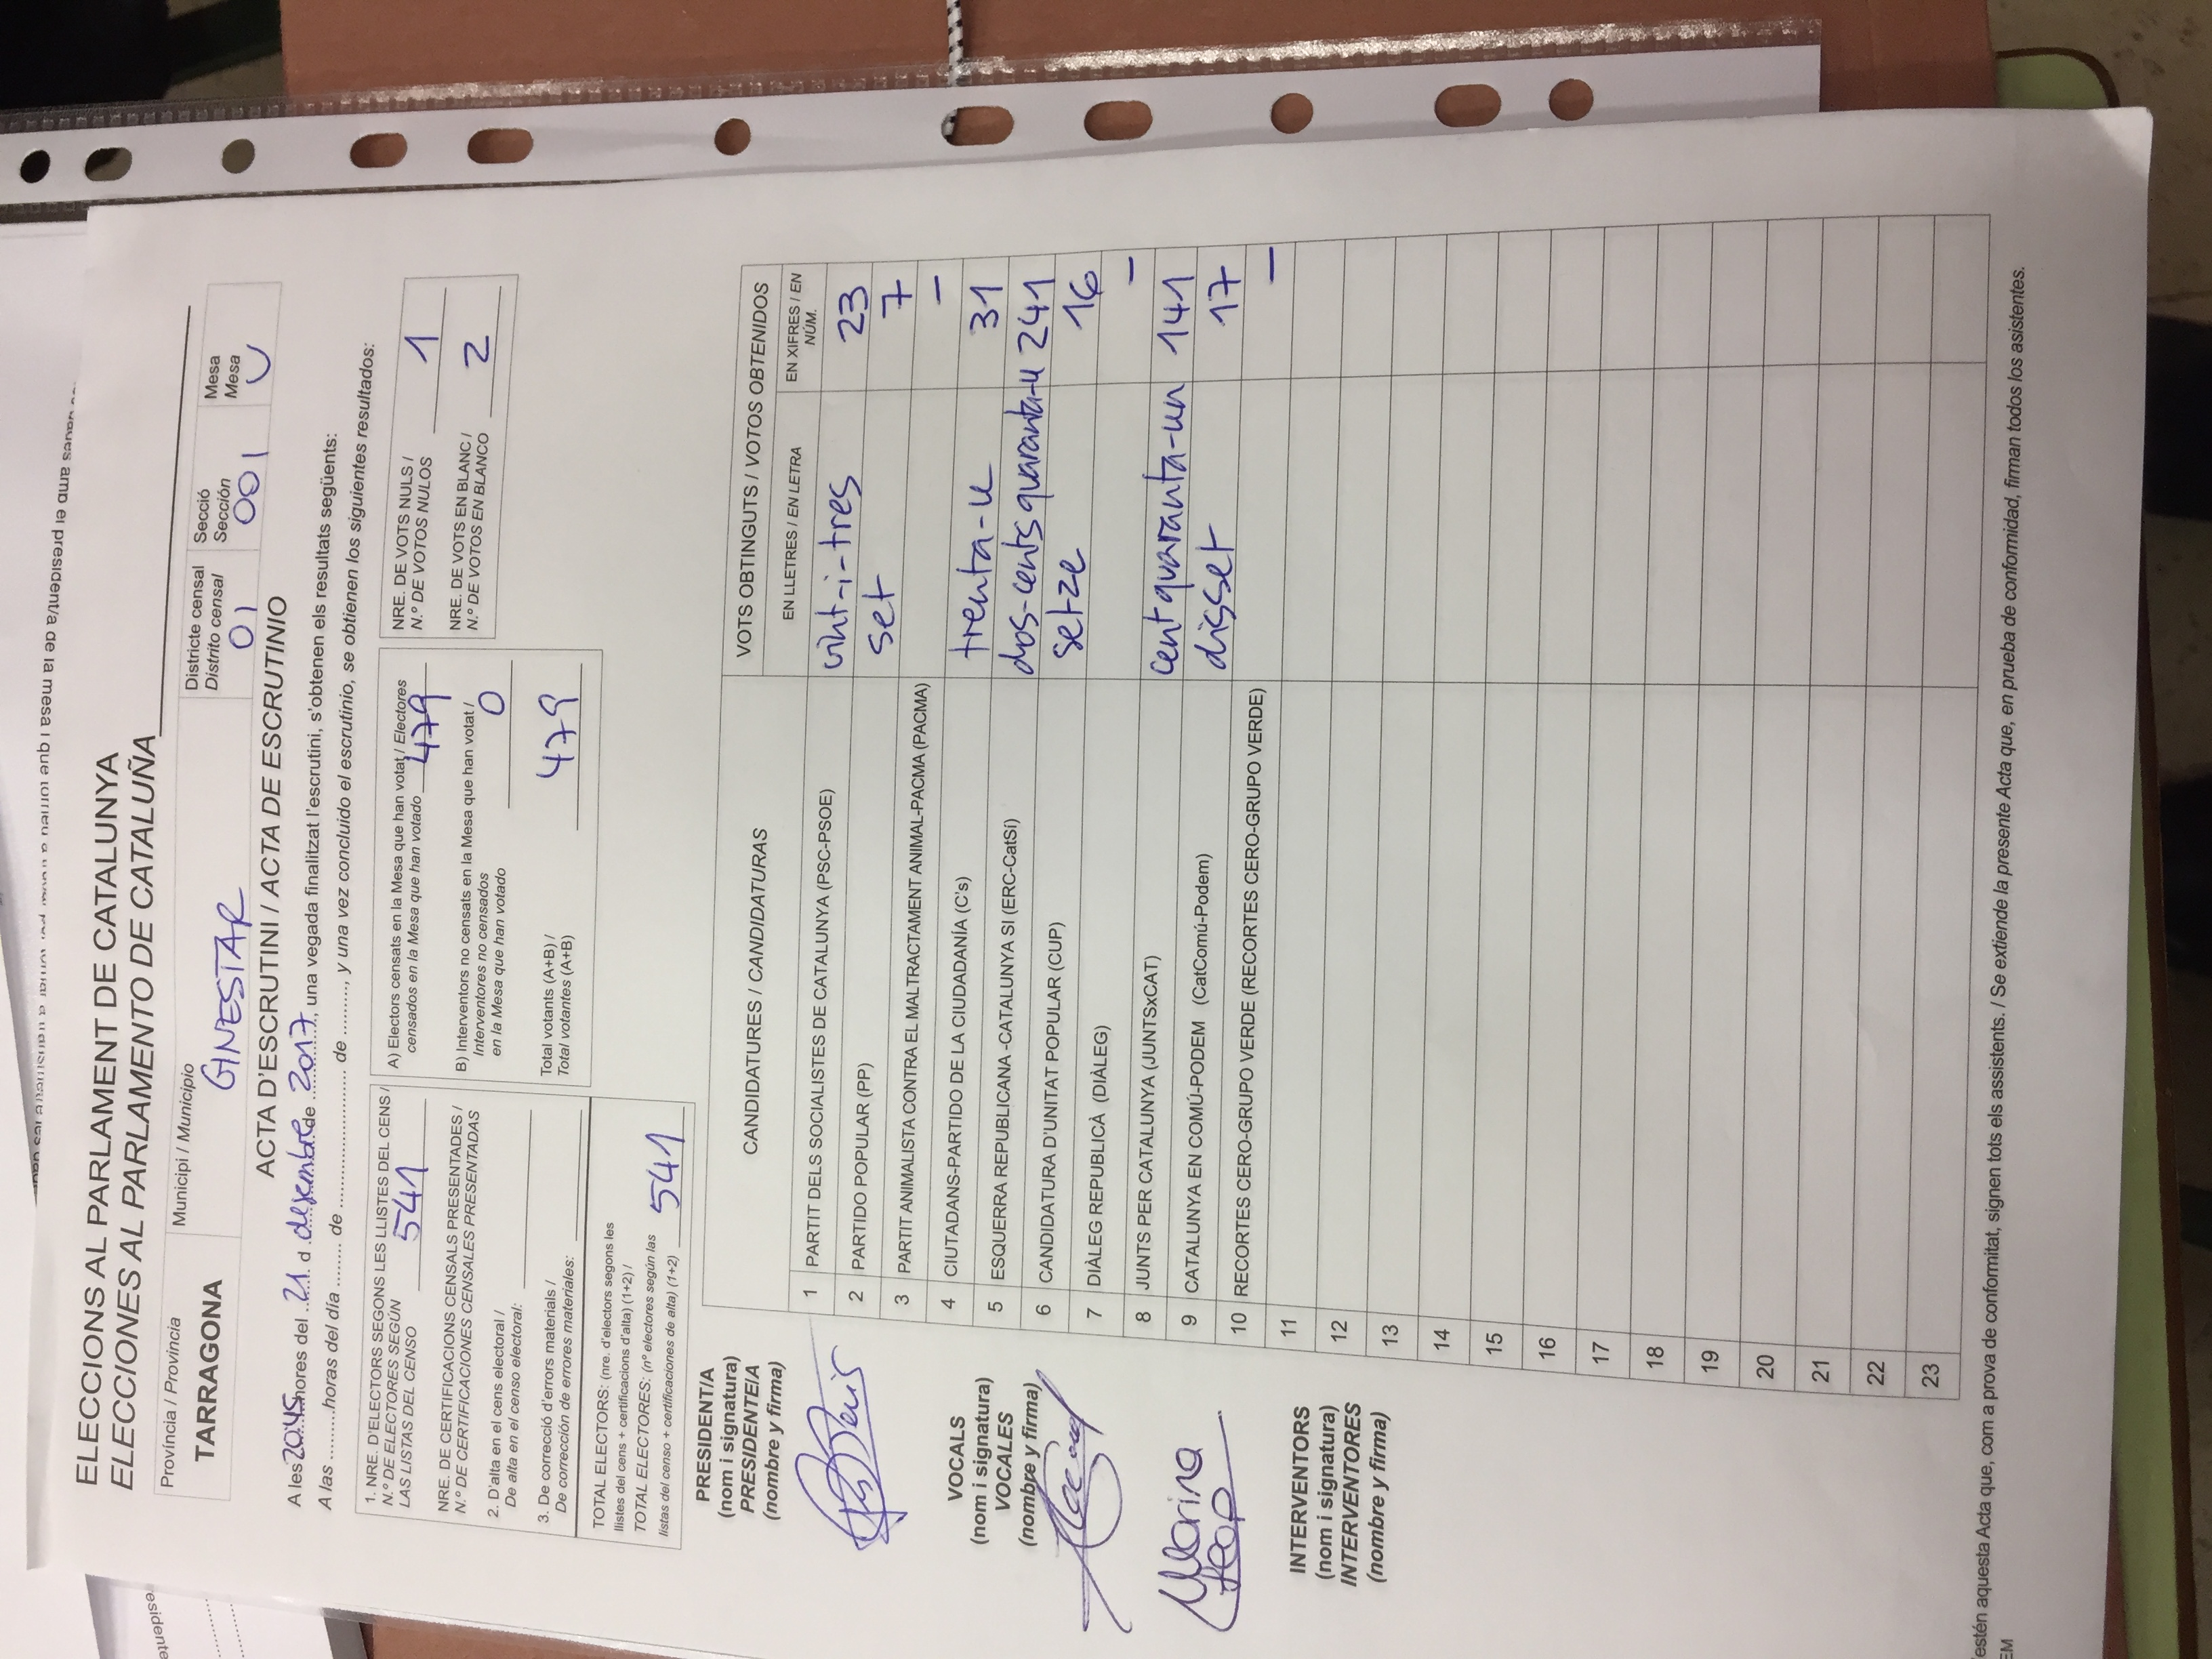 ELECCIONS AL PARLAMENT DE CATALUNYA
ELECCIONES AL PARLAMENTO DE CATALUÑA
Província / Provincia
TARRAGONA
Municipi / Municipio
GINESTAR
Districte censal
Distrito censal
01
Secció
Sección
001
Mesa
Mesa
U
ACTA D'ESCRUTINI / ACTA DE ESCRUTINIO
A les 20:45 hores del 21 d desembre de 2017, una vegada finalitzat l'escrutini, s'obtenen els resultats següents:
A las .........horas del día ........ de ......................... de ........., y una vez concluido el escrutinio, se obtienen los siguientes resultados:
1. NRE. D'ELECTORS SEGONS LES LLISTES DEL CENS /
N.º DE ELECTORES SEGÚN
LAS LISTAS DEL CENSO 541
NRE. DE CERTIFICACIONS CENSALS PRESENTADES /
N.º DE CERTIFICACIONES CENSALES PRESENTADAS
2. D'alta en el cens electoral /
De alta en el censo electoral:
3. De correcció d'errors materials /
De corrección de errores materiales:
TOTAL ELECTORS: (nre. d'electors segons les
llistes del cens + certificacions d'alta) (1+2) /
TOTAL ELECTORES: (nº electores según las
listas del censo + certificaciones de alta) (1+2) 541
A) Electors censats en la Mesa que han votat / Electores
censados en la Mesa que han votado 479
B) Interventors no censats en la Mesa que han votat /
Interventores no censados
en la Mesa que han votado 0
Total votants (A+B) /
Total votantes (A+B) 479
NRE. DE VOTS NULS /
N.º DE VOTOS NULOS 1
NRE. DE VOTS EN BLANC /
N.º DE VOTOS EN BLANCO 2
PRESIDENT/A
(nom i signatura)
PRESIDENTE/A
(nombre y firma)
VOCALS
(nom i signatura)
VOCALES
(nombre y firma)
Marina
INTERVENTORS
(nom i signatura)
INTERVENTORES
(nombre y firma)
CANDIDATURES / CANDIDATURAS
VOTS OBTINGUTS / VOTOS OBTENIDOS
EN LLETRES / EN LETRA
EN XIFRES / EN
NÚM.
1 PARTIT DELS SOCIALISTES DE CATALUNYA (PSC-PSOE) vint-i-tres 23
2 PARTIDO POPULAR (PP) set 7
3 PARTIT ANIMALISTA CONTRA EL MALTRACTAMENT ANIMAL-PACMA (PACMA) —
4 CIUTADANS-PARTIDO DE LA CIUDADANÍA (C's) trenta-u 31
5 ESQUERRA REPUBLICANA -CATALUNYA SI (ERC-CatSí) dos-cents quaranta-u 241
6 CANDIDATURA D'UNITAT POPULAR (CUP) setze 16
7 DIÀLEG REPUBLICÀ (DIÀLEG) —
8 JUNTS PER CATALUNYA (JUNTSxCAT) cent quaranta-un 141
9 CATALUNYA EN COMÚ-PODEM (CatComú-Podem) disset 17
10 RECORTES CERO-GRUPO VERDE (RECORTES CERO-GRUPO VERDE) —
11
12
13
14
15
16
17
18
19
20
21
22
23
estén aquesta Acta que, com a prova de conformitat, signen tots els assistents. / Se extiende la presente Acta que, en prueba de conformidad, firman todos los asistentes.
EM